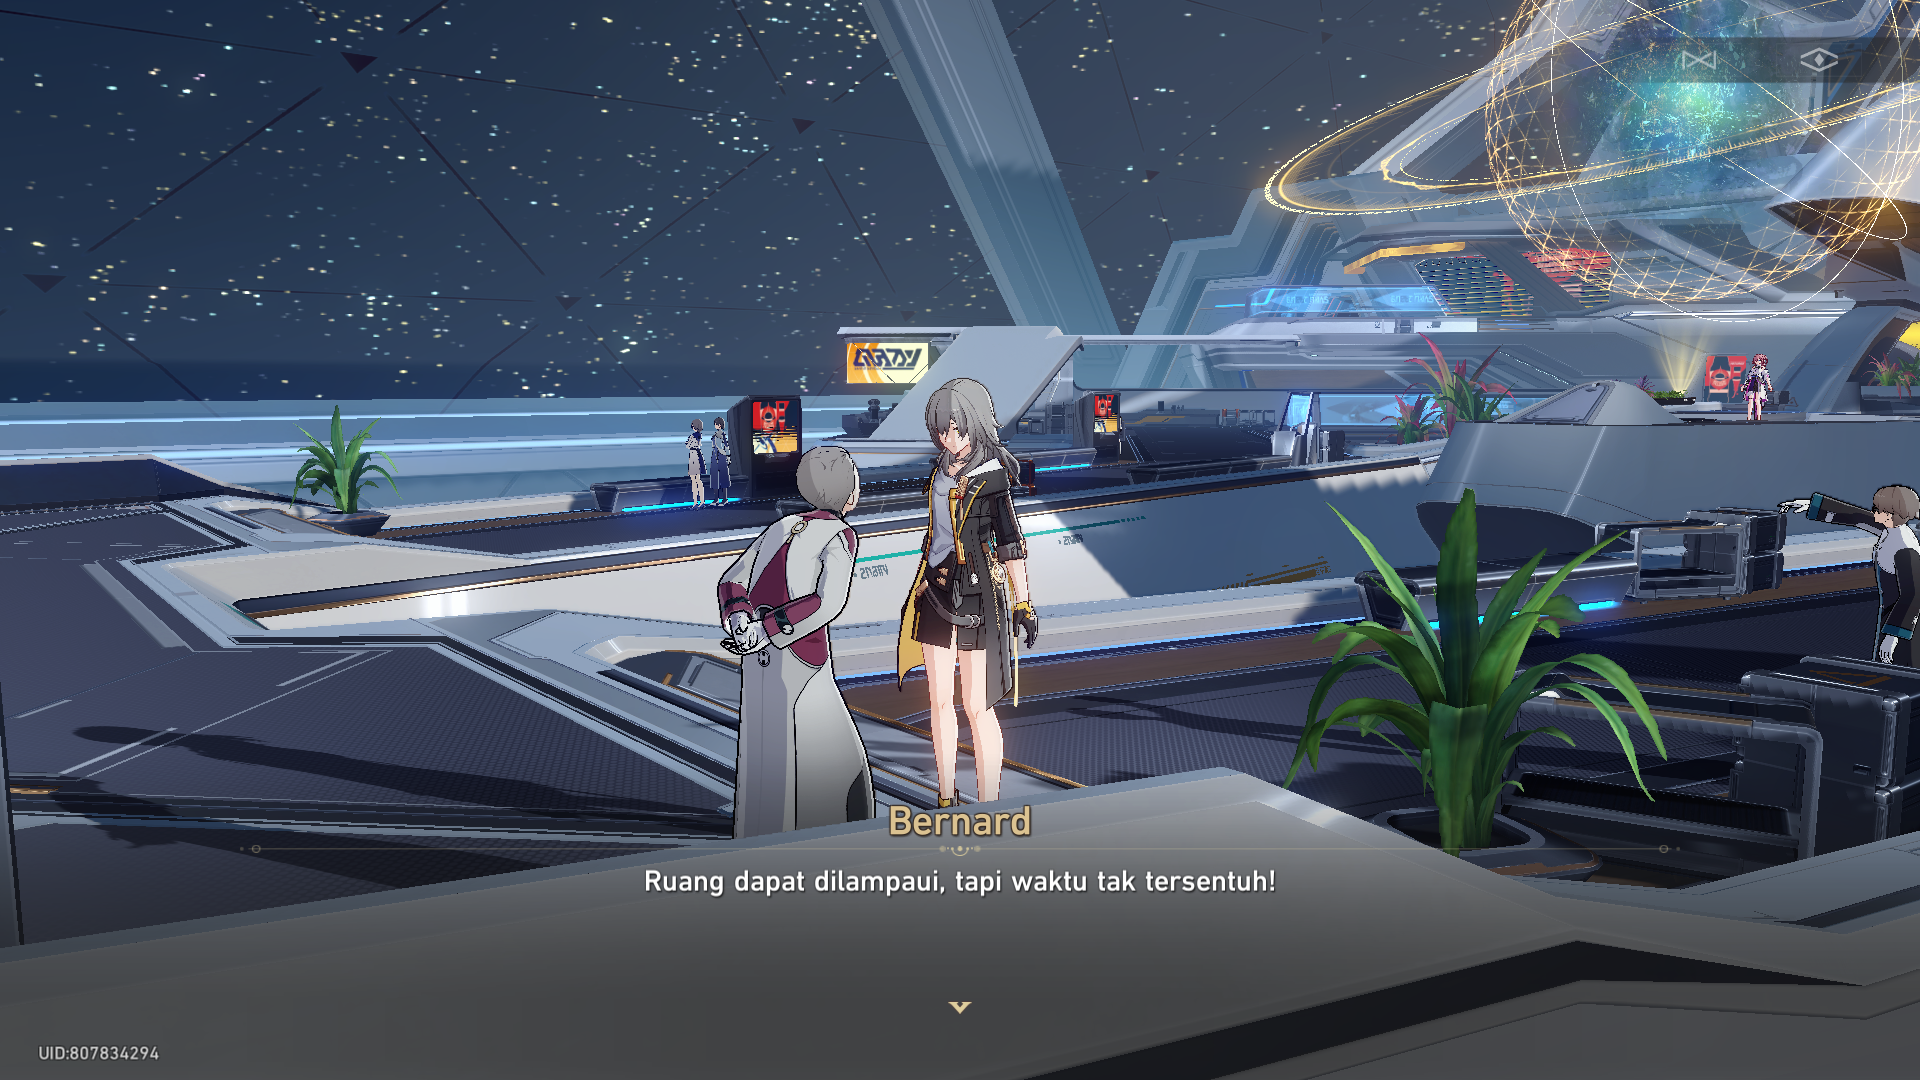 Bernard
Ruang dapat dilampaui, tapi waktu tak tersentuh!
UID:807834294